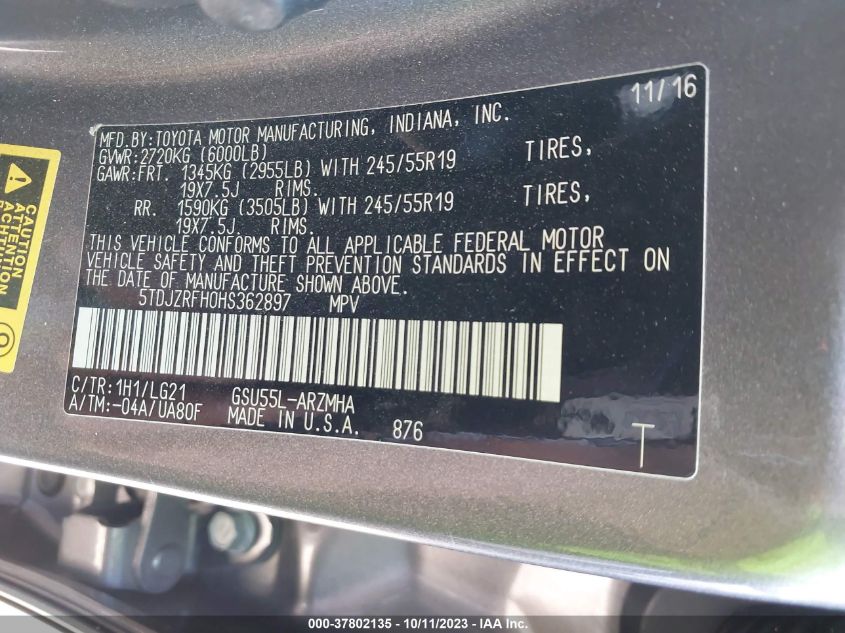 11/16
MFD.BY:TOYOTA MOTOR MANUFACTURING, INDIANA, INC.
GVWR:2720KG (6000LB)
GAWR:FRT. 1345KG (2955LB) WITH 245/55R19 TIRES,
19X7.5J RIMS.
RR. 1590KG (3505LB) WITH 245/55R19 TIRES,
19X7.5J. RIMS.
THIS VEHICLE CONFORMS TO ALL APPLICABLE FEDERAL MOTOR
VEHICLE SAFETY AND THEFT PREVENTION STANDARDS IN EFFECT ON
THE DATE OF MANUFACTURE SHOWN ABOVE.
5TDJZRFH0HS362897 MPV
C/TR:1H1/LG21 GSU55L-ARZMHA
A/TM:-04A/UA80F MADE IN U.S.A. 876
T
CAUTION
ATTENTION
ACHTUNG
000-37802135 - 10/11/2023 - IAAI Inc.